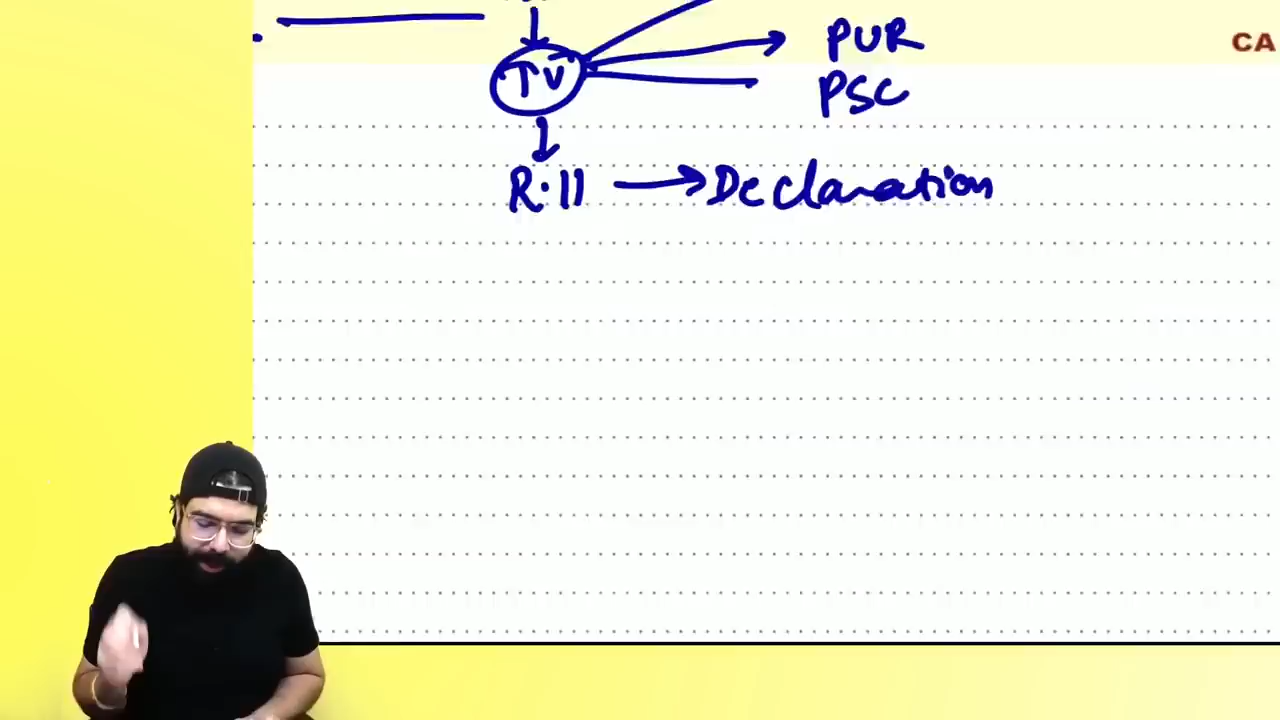 CA
TV
PUR
PSC
R.11 → Declaration